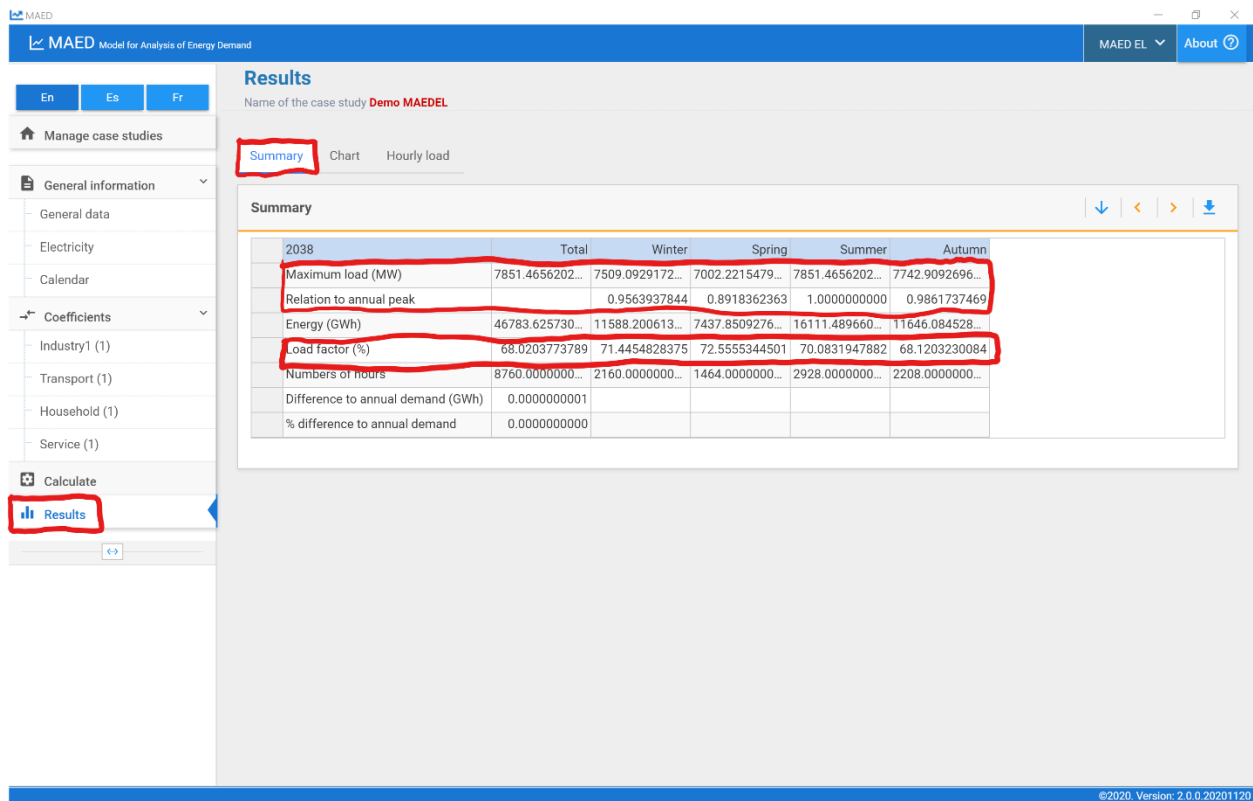 MAED
MAED Model for Analysis of Energy Demand MAED EL About
En Es Fr
Manage case studies
General information
General data
Electricity
Calendar
Coefficients
Industry1 (1)
Transport (1)
Household (1)
Service (1)
Calculate
Results
Results
Name of the case study Demo MAEDEL
Summary Chart Hourly load
Summary
2038 Total Winter Spring Summer Autumn
Maximum load (MW) 7851.4656202... 7509.0929172... 7002.2215479... 7851.4656202... 7742.9092696...
Relation to annual peak 0.9563937844 0.8918362363 1.0000000000 0.9861737469
Energy (GWh) 46783.625730... 11588.200613... 7437.8509276... 16111.489660... 11646.084528...
Load factor (%) 68.0203773789 71.4454828375 72.5555344501 70.0831947882 68.1203230084
Numbers of hours 8760.0000000... 2160.0000000... 1464.0000000... 2928.0000000... 2208.0000000...
Difference to annual demand (GWh) 0.0000000001
% difference to annual demand 0.0000000000
©2020. Version: 2.0.0.20201120